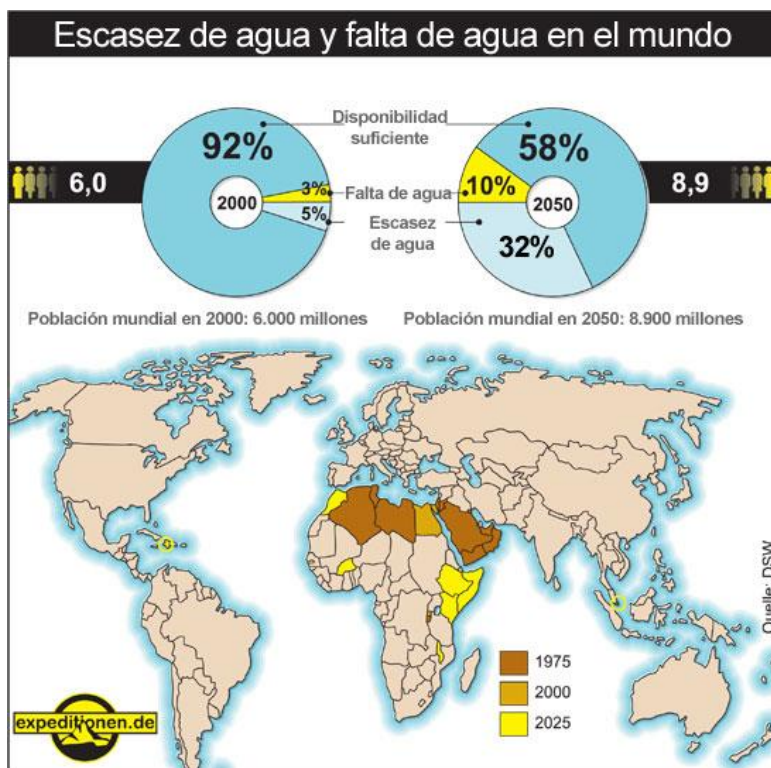 Escasez de agua y falta de agua en el mundo
Disponibilidad
suficiente
92%
58%
6,0
3%
Falta de agua
10%
8,9
2000
2050
5%
Escasez
de agua
32%
Población mundial en 2000: 6.000 millones
Población mundial en 2050: 8.900 millones
Quelle: DSW
1975
2000
2025
expeditionen.de